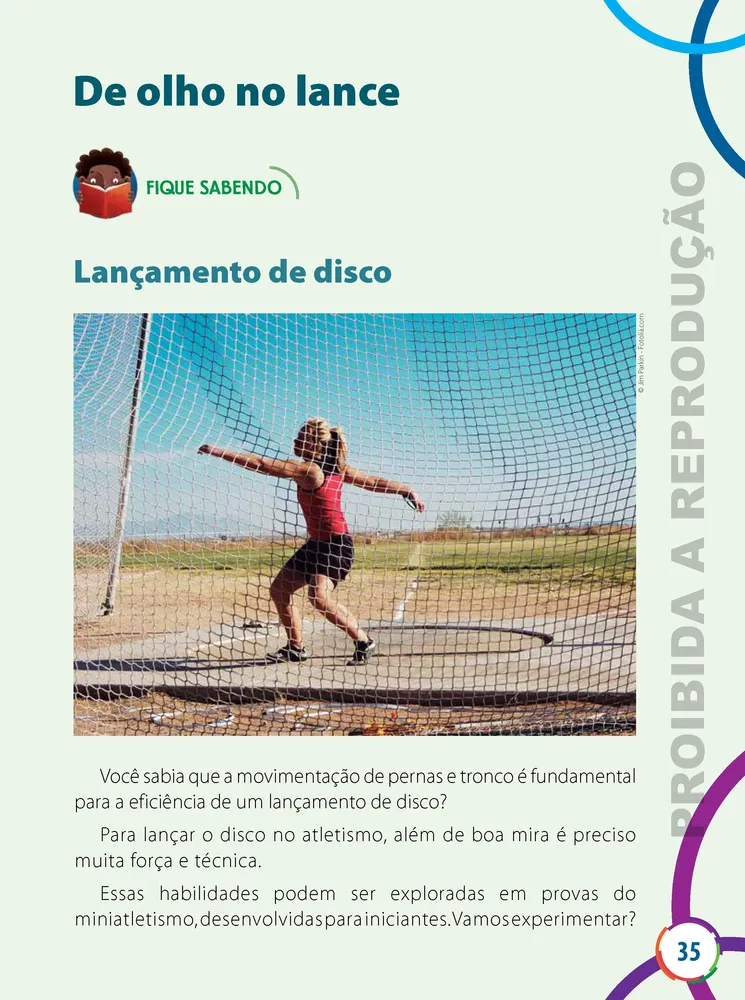 De olho no lance
FIQUE SABENDO
Lançamento de disco
© Jim Parkin - Fotolia.com
Você sabia que a movimentação de pernas e tronco é fundamental
para a eficiência de um lançamento de disco?
Para lançar o disco no atletismo, além de boa mira é preciso
muita força e técnica.
Essas habilidades podem ser exploradas em provas do
miniatletismo, desenvolvidas para iniciantes. Vamos experimentar?
PROIBIDA A REPRODUÇÃO
35